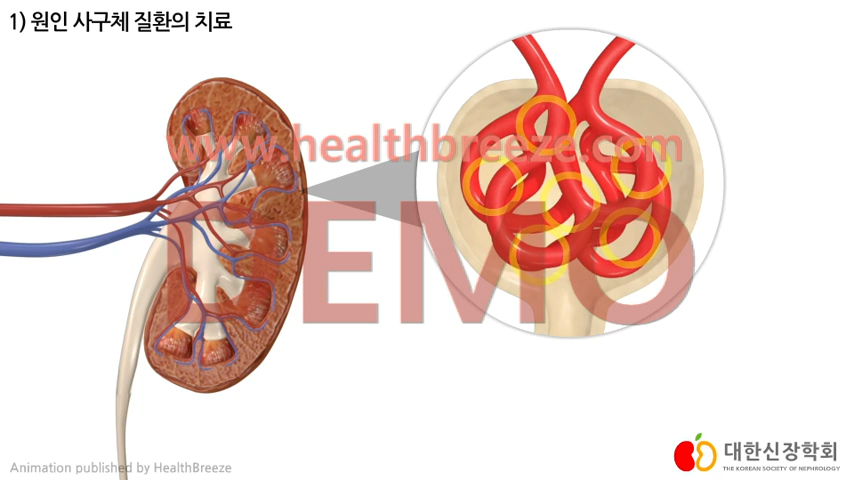 1) 원인 사구체 질환의 치료
www.healthbreeze.com
DEMO
Animation published by HealthBreeze
대한신장학회
THE KOREAN SOCIETY OF NEPHROLOGY